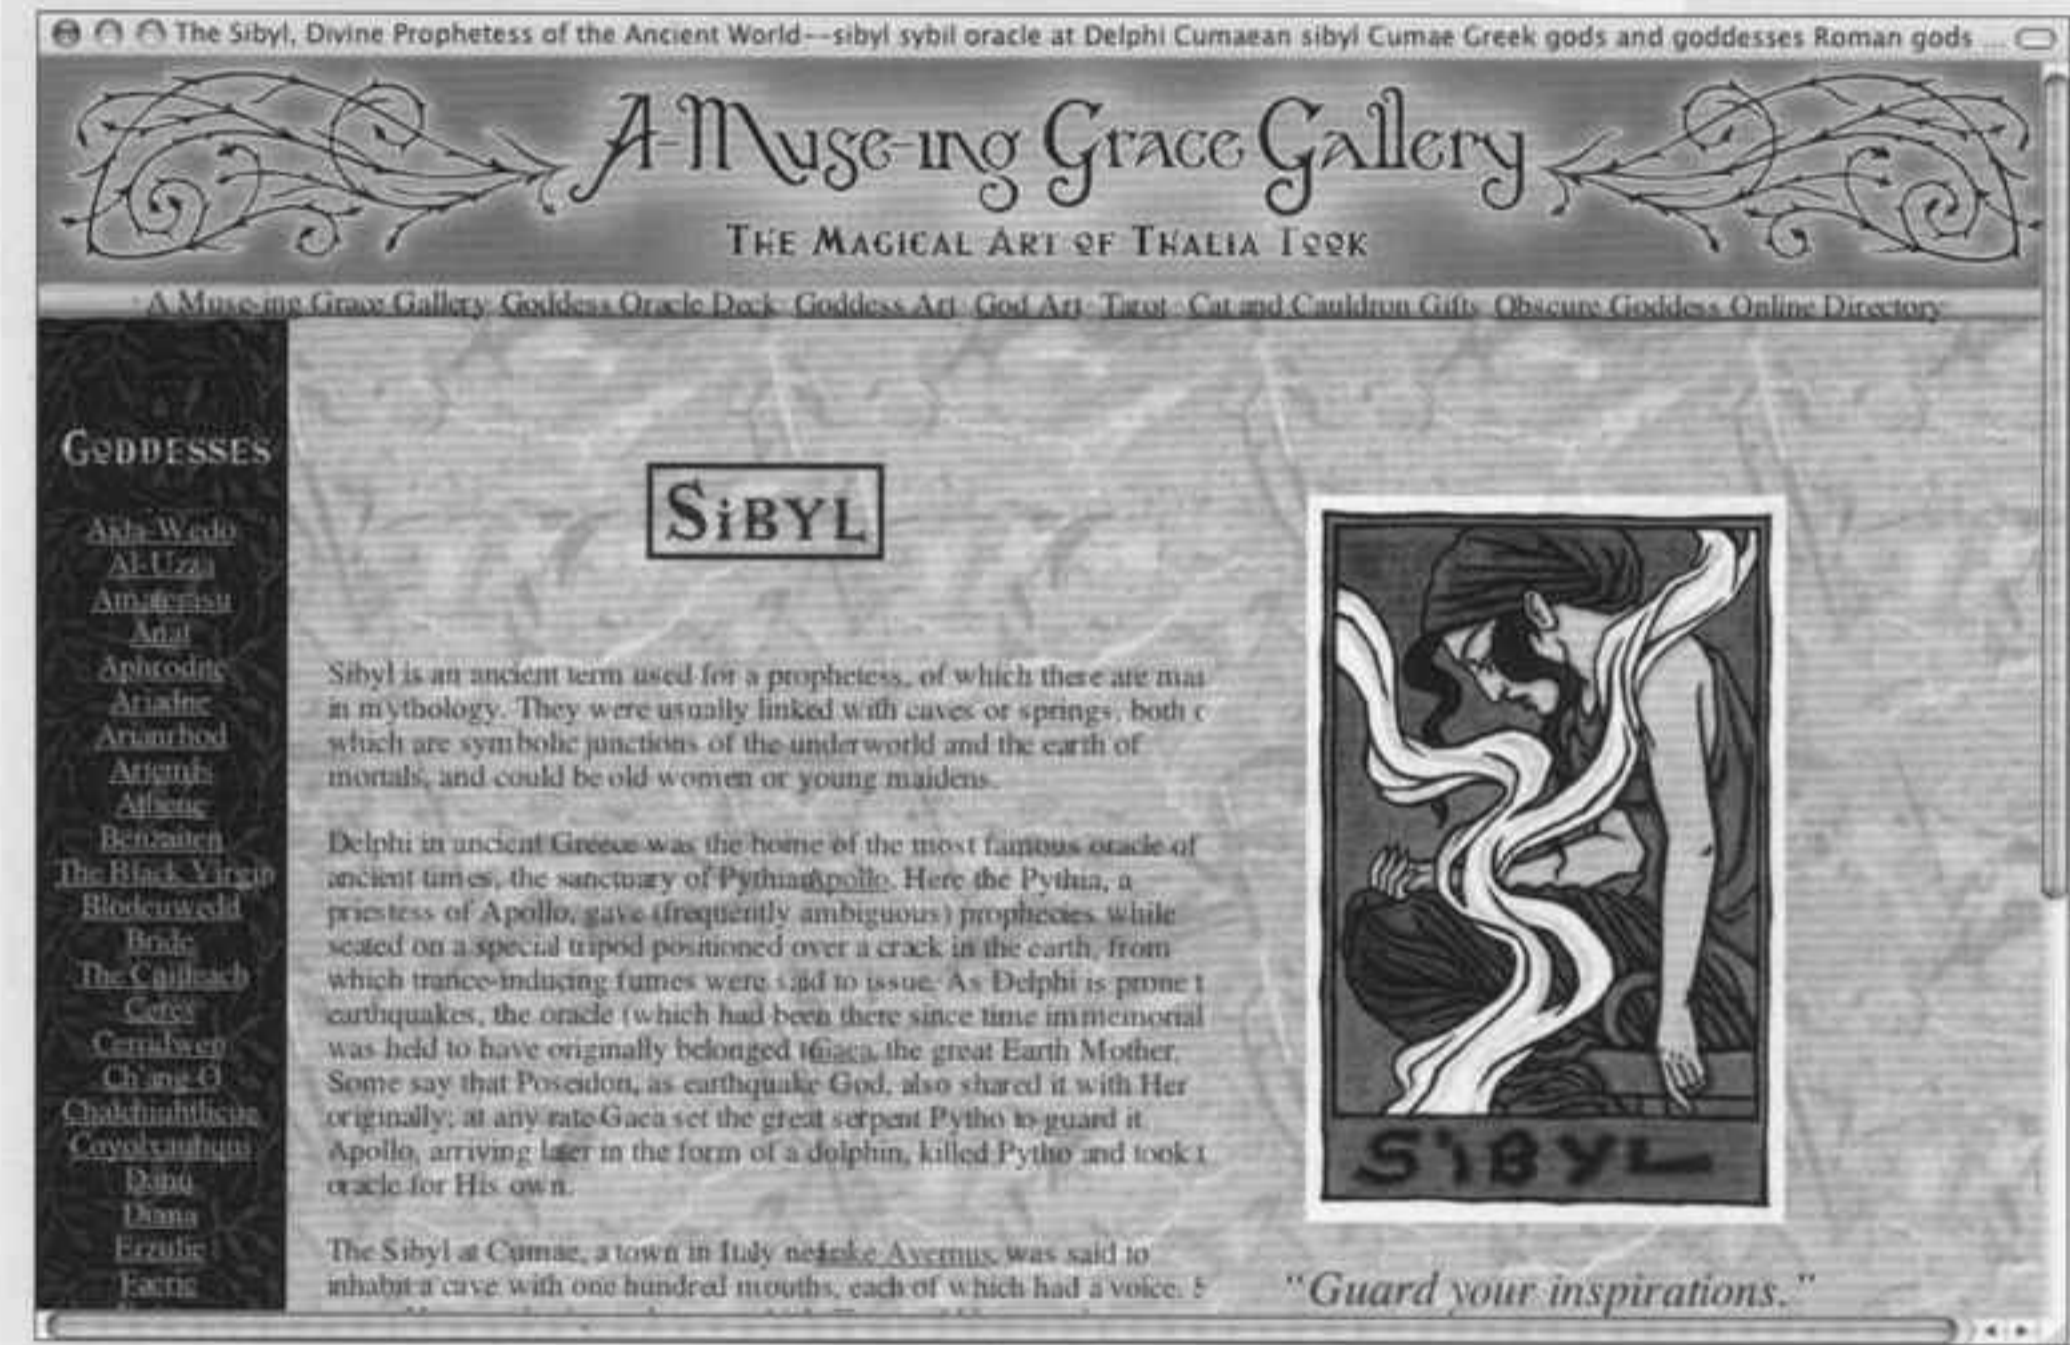 The Sibyl, Divine Prophetess of the Ancient World--sibyl sybil oracle at Delphi Cumaean sibyl Cumae Greek gods and goddesses Roman gods ...
A-Muse-ing Grace Gallery
The Magical Art of Thalia Took
A Muse-ing Grace Gallery Goddess Oracle Deck Goddess Art God Art Tarot Cat and Cauldron Gifts Obscure Goddess Online Directory
Goddesses
Aida-Wedo
Al-Uzza
Amaterasu
Anat
Aphrodite
Ariadne
Arianrhod
Artemis
Athene
Benzaiten
The Black Virgin
Blodeuwedd
Bride
The Cailleach
Ceres
Cerridwen
Ch'ang O
Chalchiuhtlicue
Coyolxauhqui
Danu
Diana
Erzulie
Faerie
SiBYL
Sibyl is an ancient term used for a prophetess, of which there are
in mythology. They were usually linked with caves or springs, both
which are symbolic junctions of the underworld and the earth of
mortals, and could be old women or young maidens.
Delphi in ancient Greece was the home of the most famous oracle of
ancient times, the sanctuary of Pythian Apollo. Here the Pythia, a
priestess of Apollo, gave (frequently ambiguous) prophecies while
seated on a special tripod positioned over a crack in the earth, from
which trance-inducing fumes were said to issue. As Delphi is prone
earthquakes, the oracle (which had been there since time immemorial
was held to have originally belonged to Gaea, the great Earth Mother.
Some say that Poseidon, as earthquake God, also shared it with Her
originally; at any rate Gaea set the great serpent Pytho to guard it.
Apollo, arriving later in the form of a dolphin, killed Pytho and took
oracle for His own.
The Sibyl at Cumae, a town in Italy near Lake Avernus, was said to
inhabit a cave with one hundred mouths, each of which had a voice.
SiBYL
"Guard your inspirations."